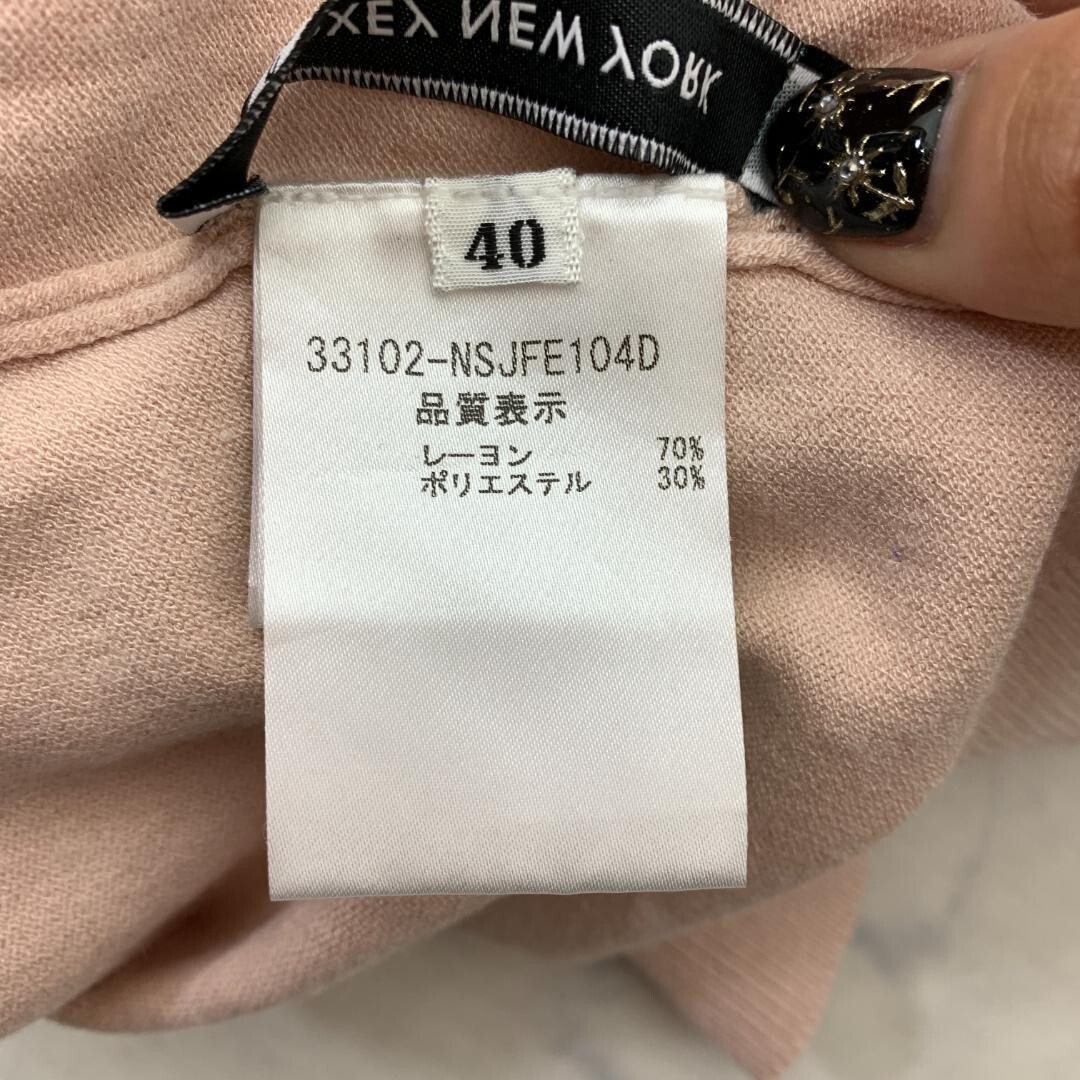 NEW YORK
40
33102-NSJFE104D
品質表示
レーヨン 70%
ポリエステル 30%